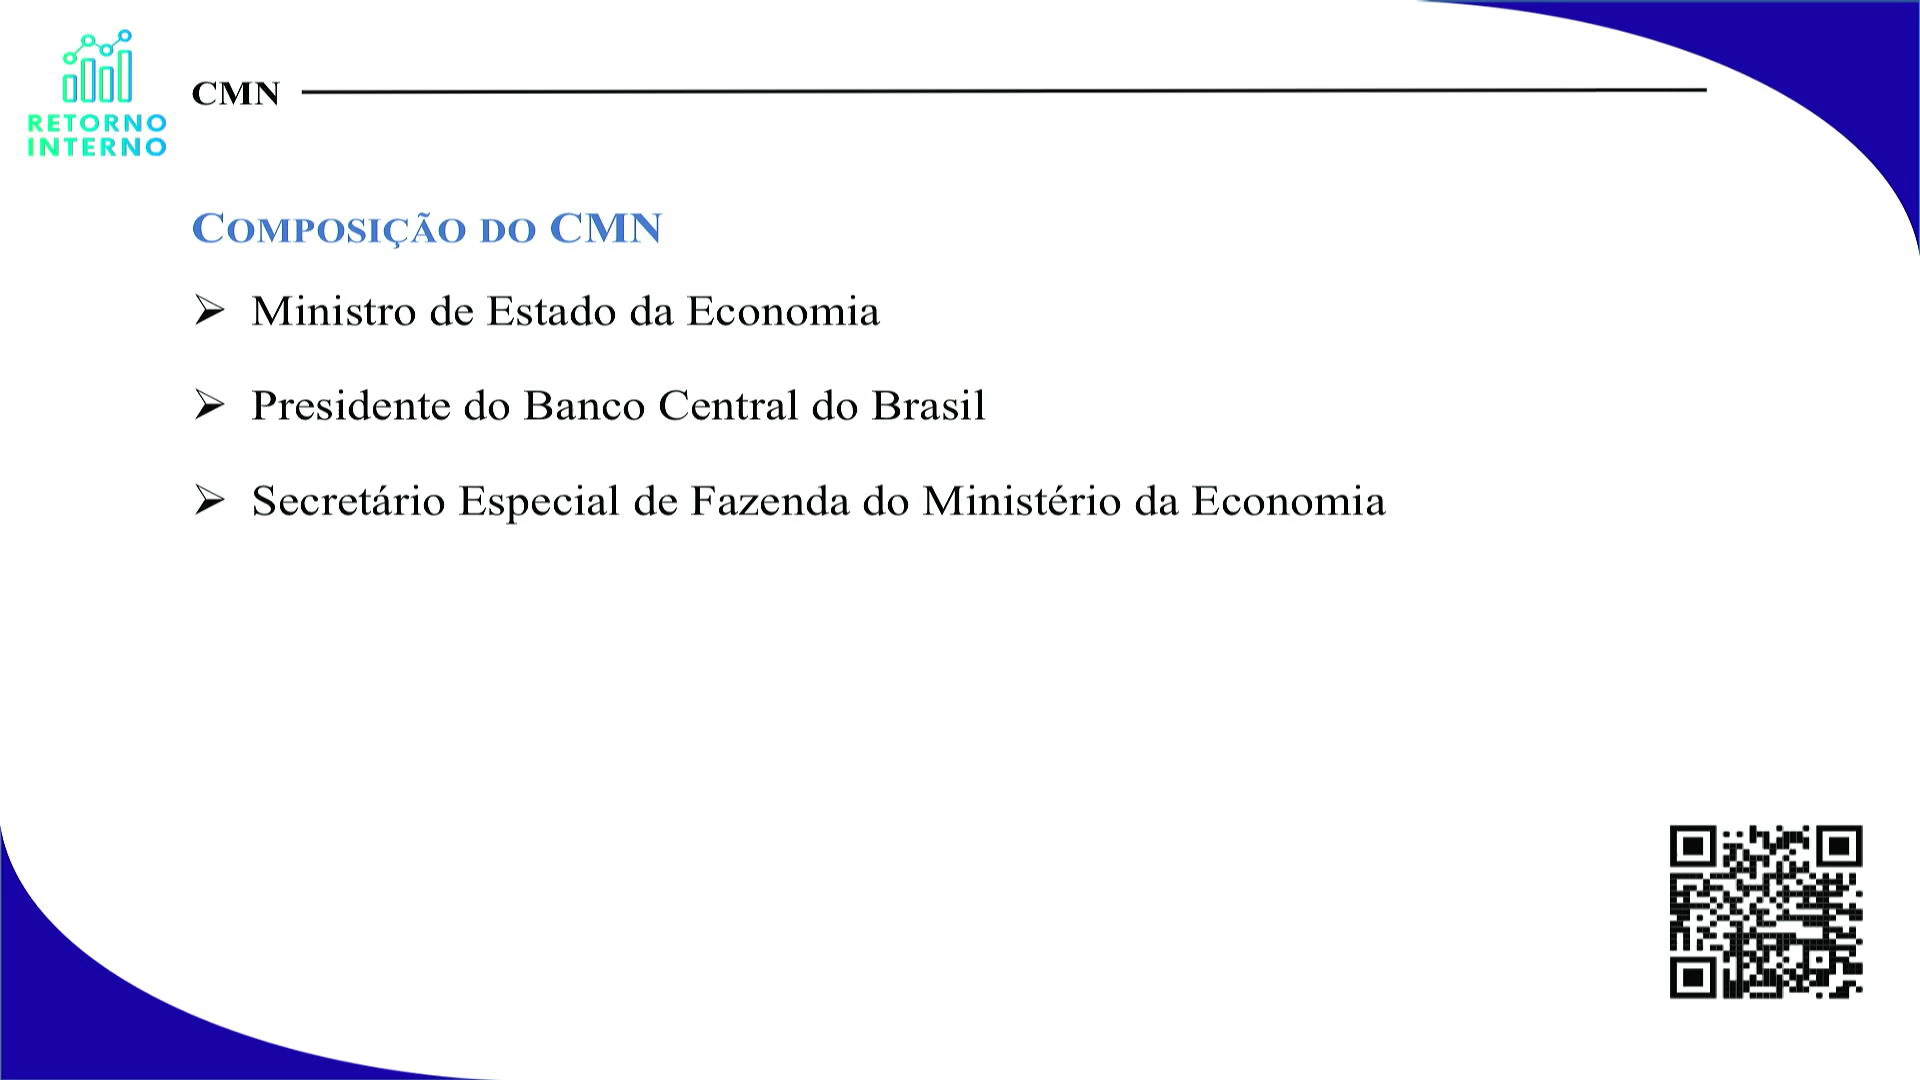 RETORNO
INTERNO
CMN
COMPOSIÇÃO DO CMN
➢ Ministro de Estado da Economia
➢ Presidente do Banco Central do Brasil
➢ Secretário Especial de Fazenda do Ministério da Economia